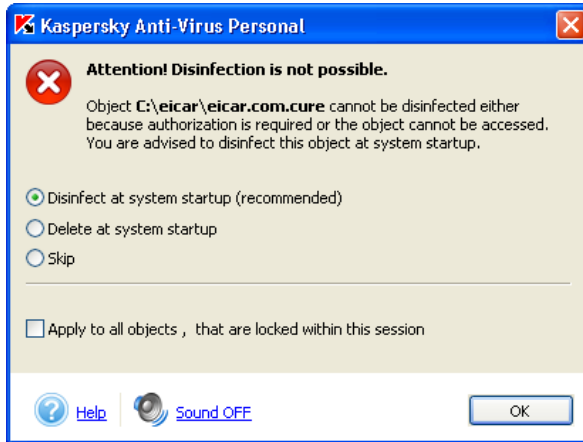 Kaspersky Anti-Virus Personal
Attention! Disinfection is not possible.
Object C:\eicar\eicar.com.cure cannot be disinfected either
because authorization is required or the object cannot be accessed.
You are advised to disinfect this object at system startup.
Disinfect at system startup (recommended)
Delete at system startup
Skip
Apply to all objects , that are locked within this session
Help Sound OFF OK